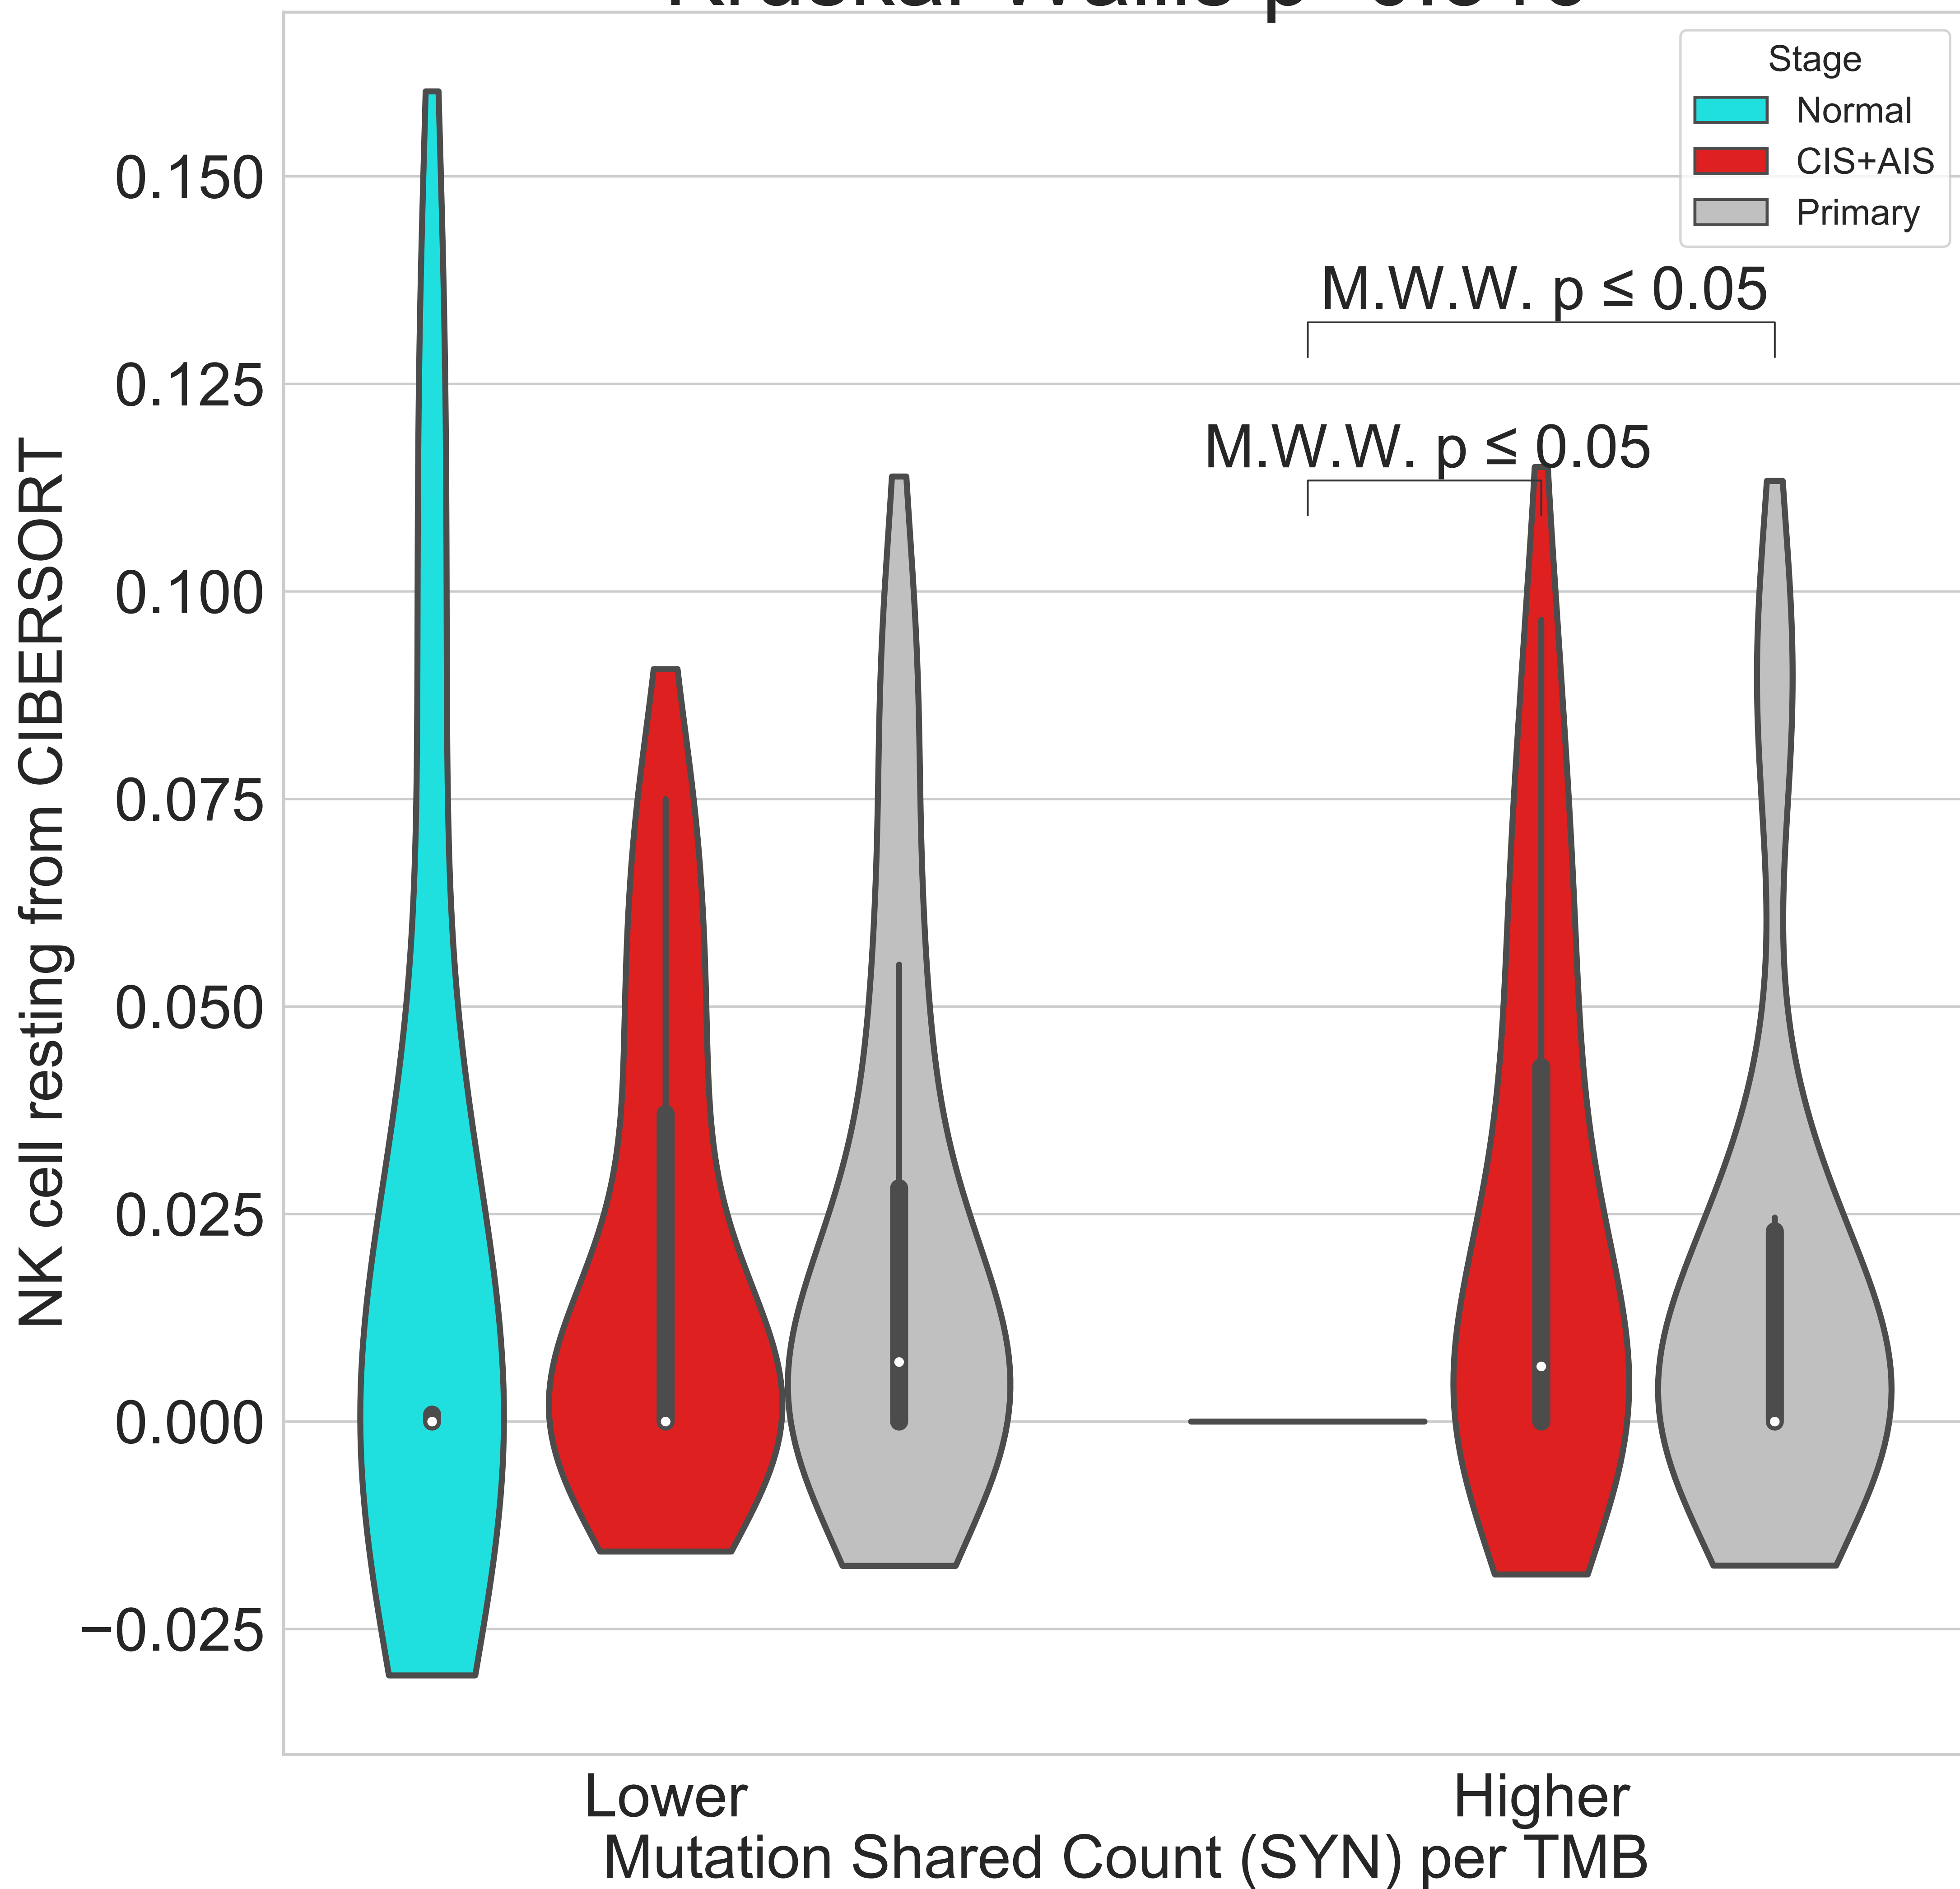 Stage
Normal
CIS+AIS
Primary
M.W.W. p ≤ 0.05
M.W.W. p ≤ 0.05
0.150
0.125
0.100
0.075
0.050
0.025
0.000
−0.025
NK cell resting from CIBERSORT
Lower
Higher
Mutation Shared Count (SYN) per TMB